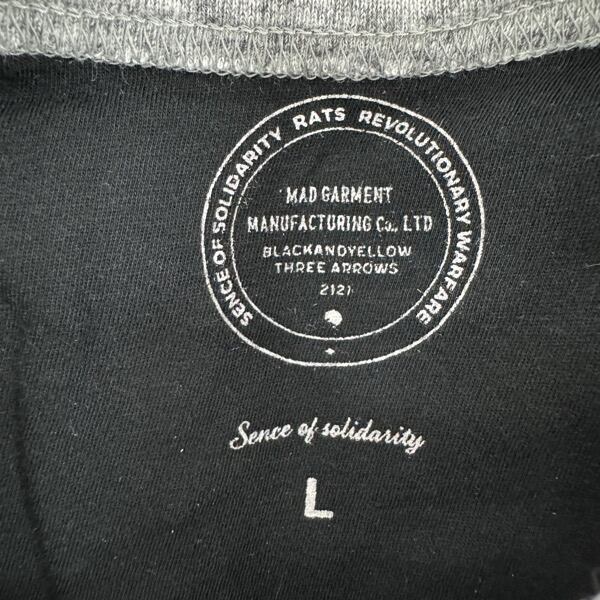 SENCE OF SOLIDARITY RATS REVOLUTIONARY WARFARE
MAD GARMENT
MANUFACTURING Co., LTD
BLACKANDYELLOW
THREE ARROWS
2121
Sence of solidarity
L